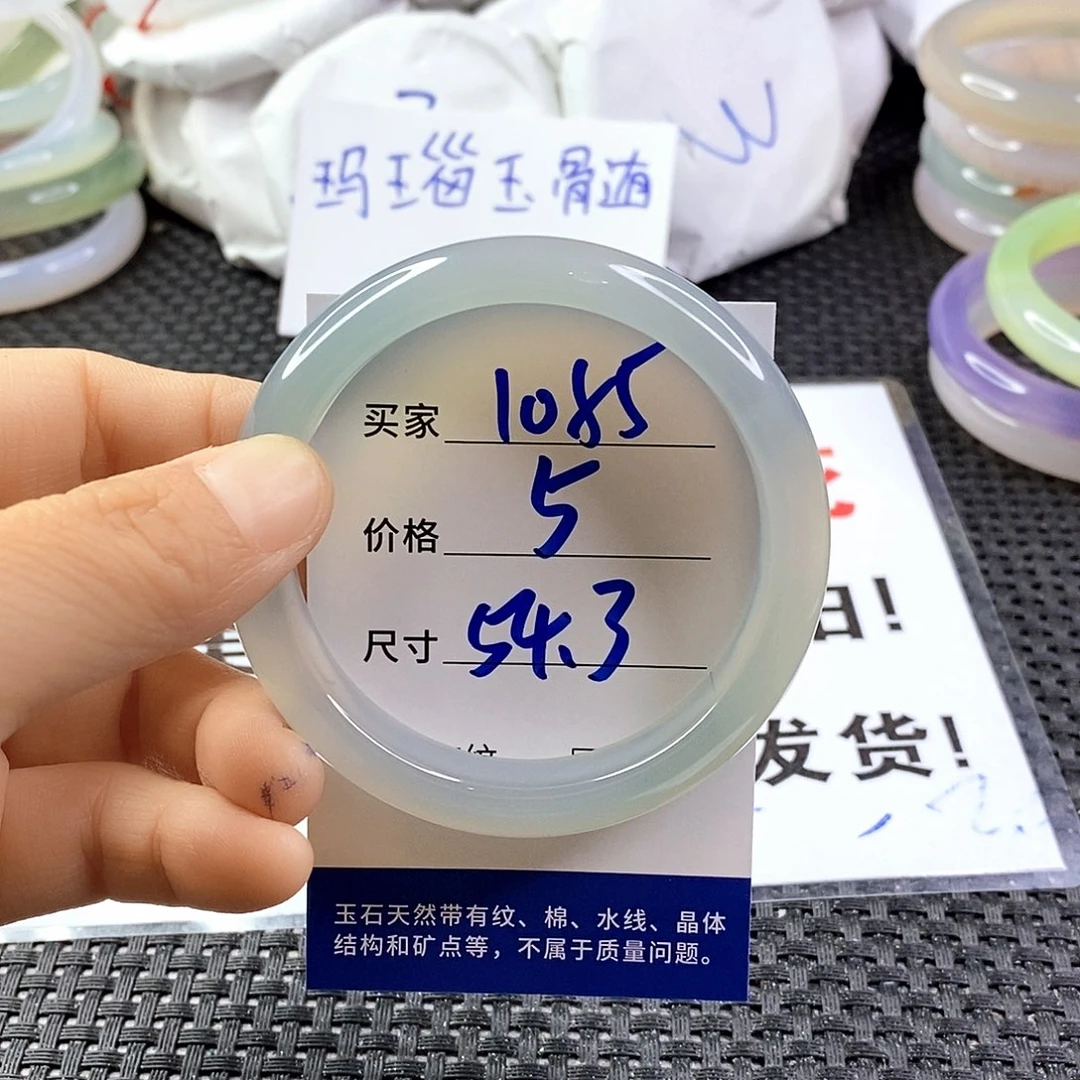 玛瑙玉骨髓
买家 1085
价格 5
尺寸 54.3
玉石天然带有纹、棉、水线、晶体
结构和矿点等，不属于质量问题。
发货！